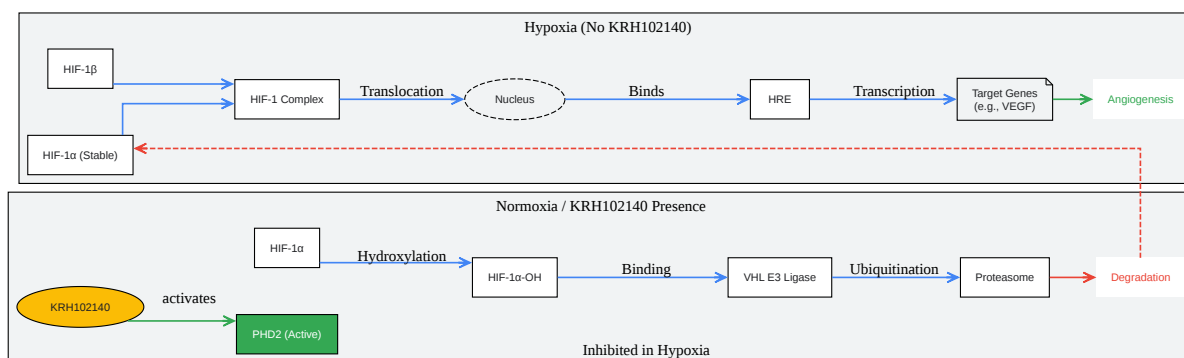 Hypoxia (No KRH102140)
HIF-1β
HIF-1 Complex
Translocation
Nucleus
Binds
HRE
Transcription
Target Genes
(e.g., VEGF)
Angiogenesis
HIF-1α (Stable)
Normoxia / KRH102140 Presence
HIF-1α
Hydroxylation
HIF-1α-OH
Binding
VHL E3 Ligase
Ubiquitination
Proteasome
Degradation
KRH102140
activates
PHD2 (Active)
Inhibited in Hypoxia